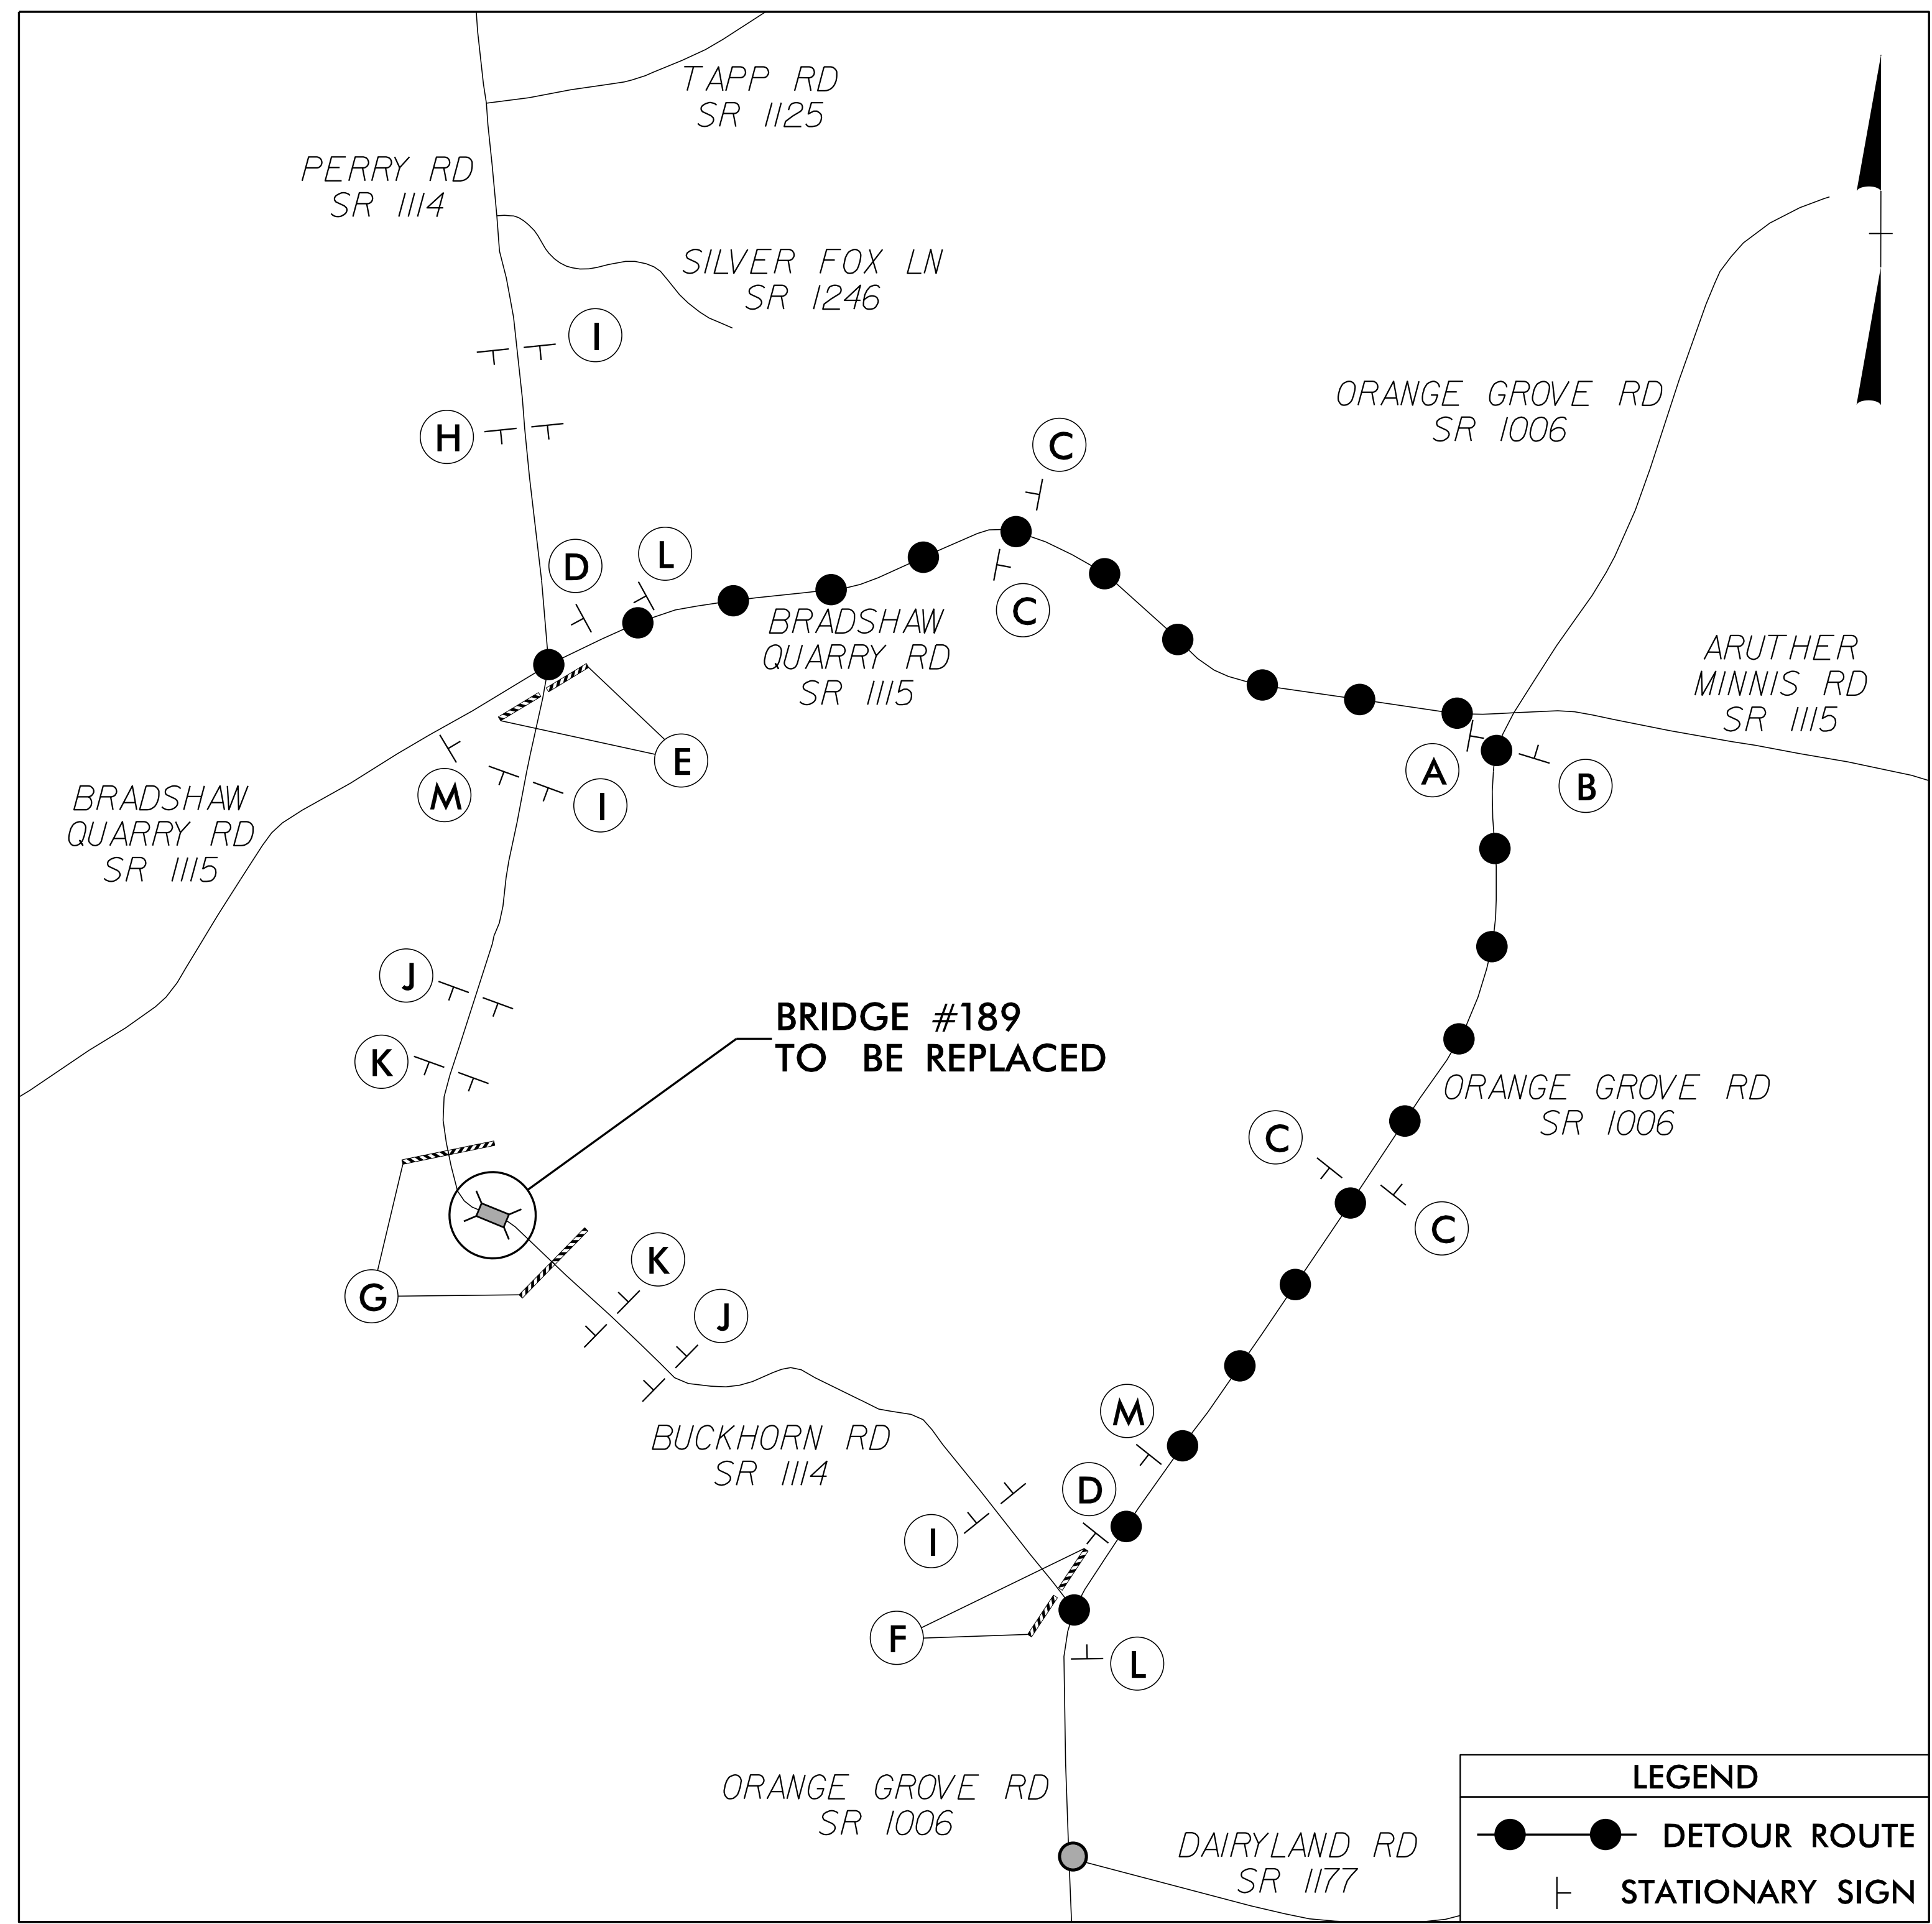 TAPP RD
SR 1125
PERRY RD
SR 1114
SILVER FOX LN
SR 1246
I
H
ORANGE GROVE RD
SR 1006
C
D
L
C
BRADSHAW
QUARRY RD
SR 1115
ARUTHER
MINNIS RD
SR 1115
E
A
B
M
I
BRADSHAW
QUARRY RD
SR 1115
J
K
BRIDGE #189
TO BE REPLACED
ORANGE GROVE RD
SR 1006
C
C
G
K
J
BUCKHORN RD
SR 1114
M
D
I
F
L
ORANGE GROVE RD
SR 1006
DAIRYLAND RD
SR 1177
LEGEND
DETOUR ROUTE
STATIONARY SIGN